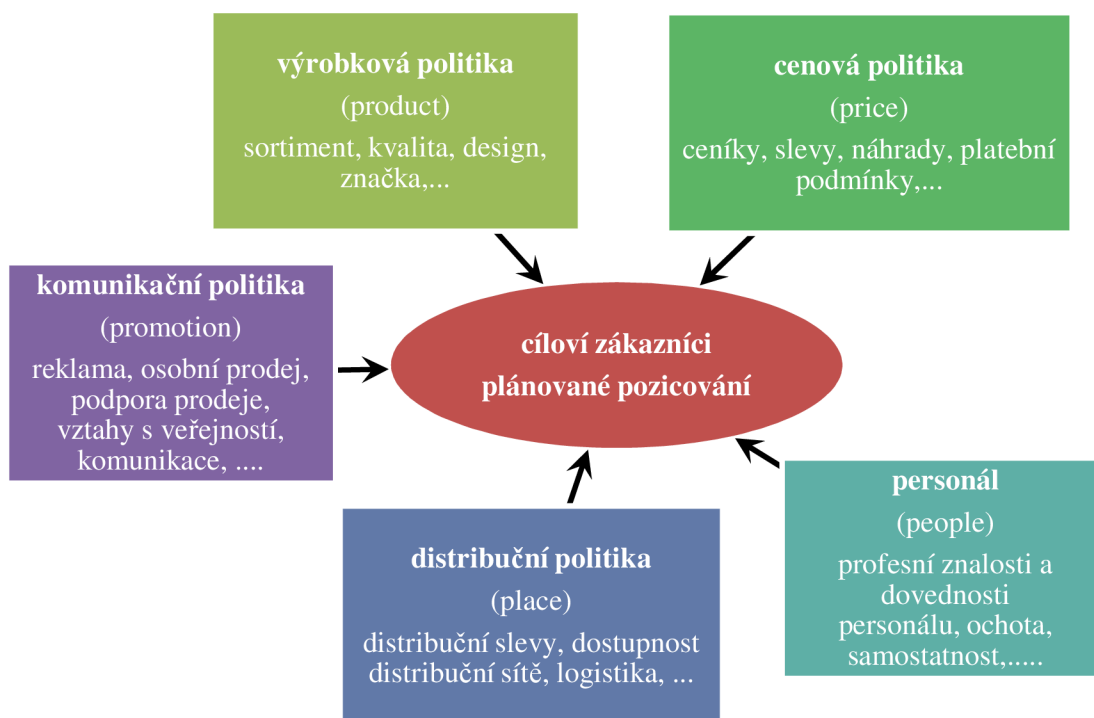 výrobková politika
(product)
sortiment, kvalita, design,
značka,...
cenová politika
(price)
ceníky, slevy, náhrady, platební
podmínky,...
komunikační politika
(promotion)
reklama, osobní prodej,
podpora prodeje,
vztahy s veřejností,
komunikace, ....
cíloví zákazníci
plánované pozicování
distribuční politika
(place)
distribuční slevy, dostupnost
distribuční sítě, logistika, ...
personál
(people)
profesní znalosti a
dovednosti
personálu, ochota,
samostatnost,.....